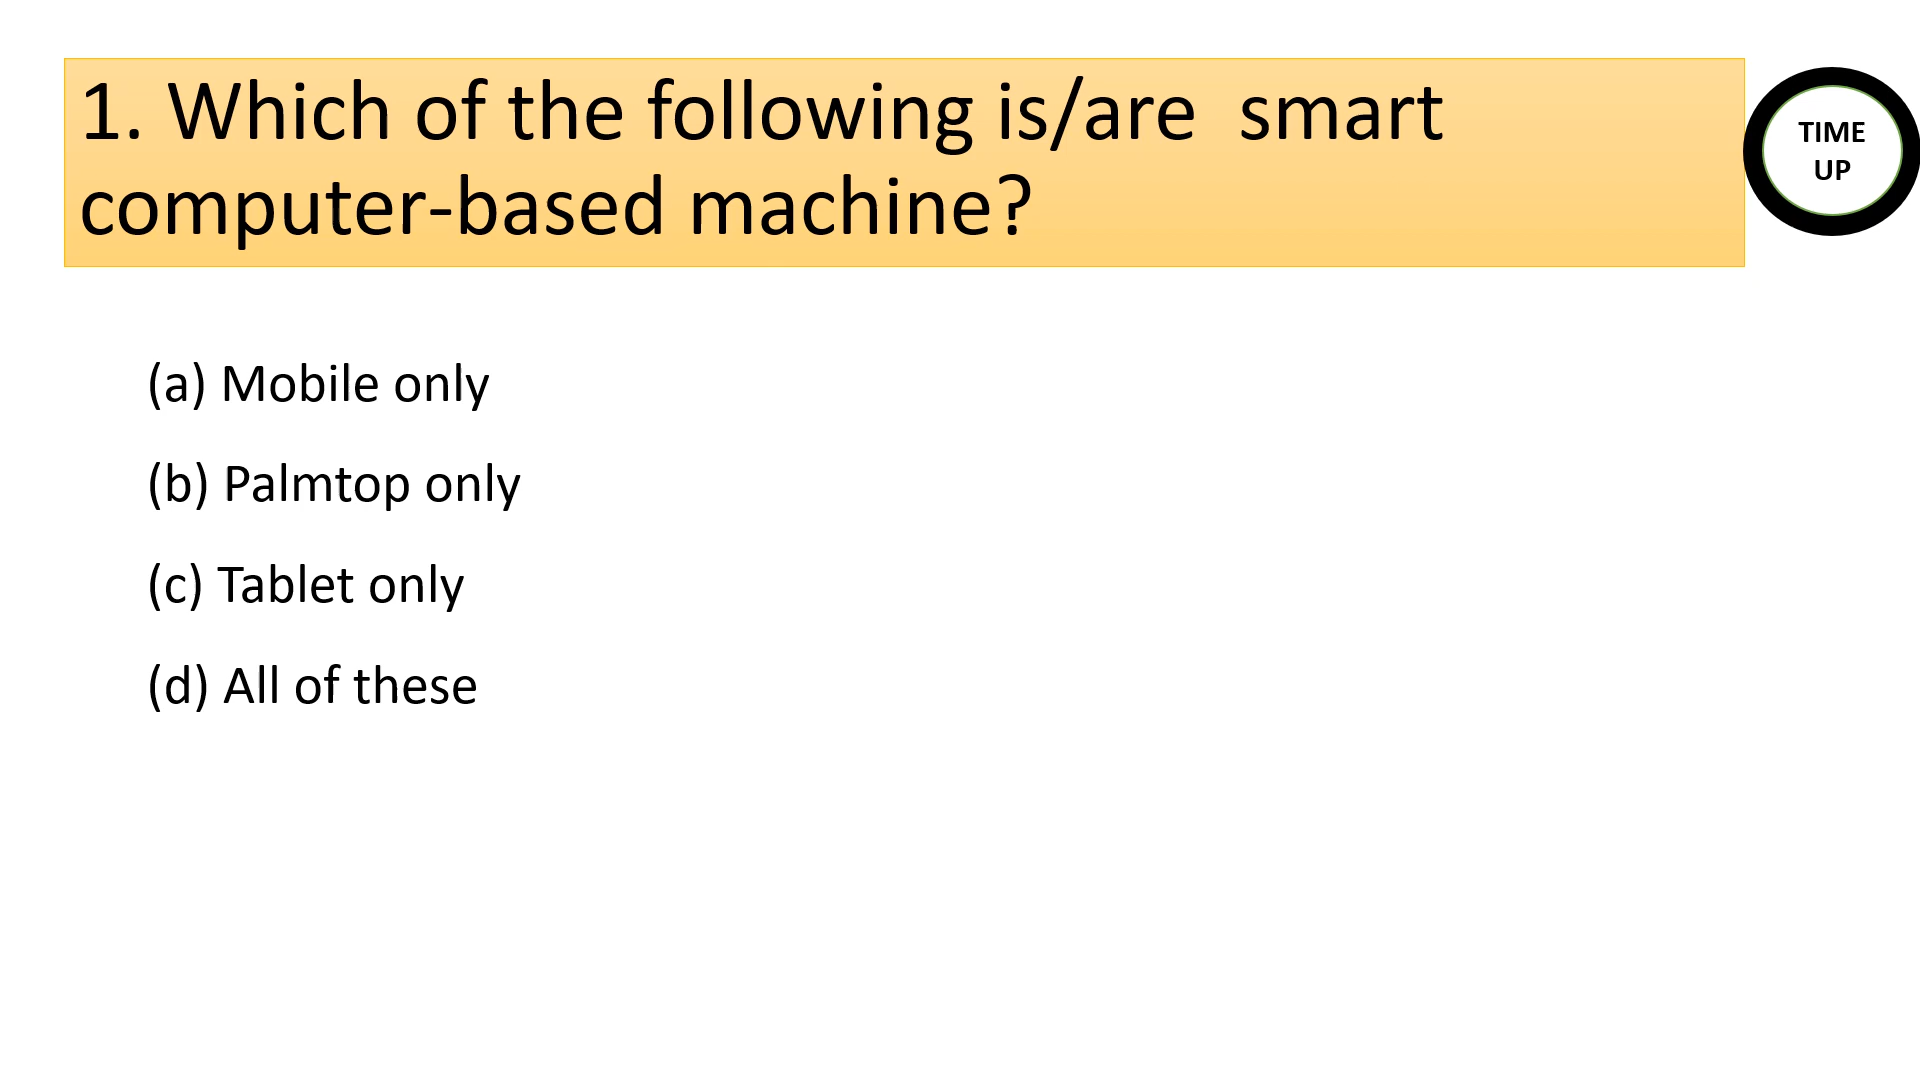 1. Which of the following is/are  smart
computer-based machine?
TIME
UP
(a) Mobile only
(b) Palmtop only
(c) Tablet only
(d) All of these